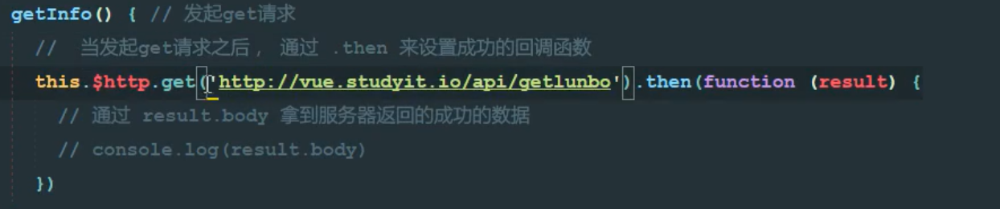 getInfo() { // 发起get请求
// 当发起get请求之后， 通过 .then 来设置成功的回调函数
this.$http.get('http://vue.studyit.io/api/getlunbo').then(function (result) {
// 通过 result.body 拿到服务器返回的成功的数据
// console.log(result.body)
})